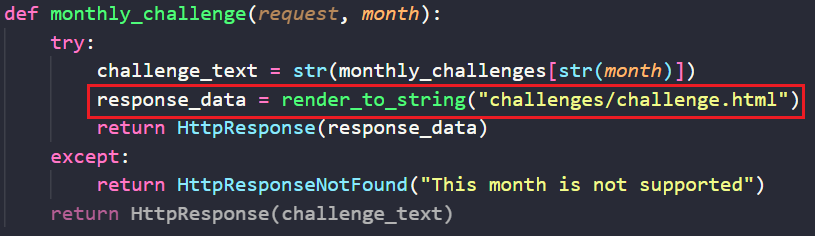 def monthly_challenge(request, month):
    try:
        challenge_text = str(monthly_challenges[str(month)])
        response_data = render_to_string("challenges/challenge.html")
        return HttpResponse(response_data)
    except:
        return HttpResponseNotFound("This month is not supported")
    return HttpResponse(challenge_text)